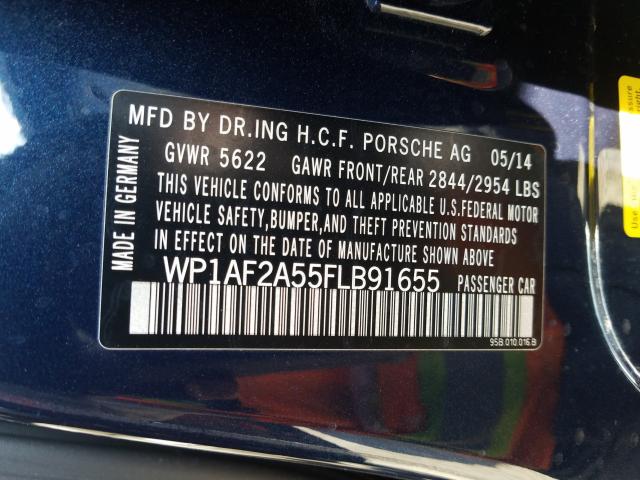 MFD BY DR.ING H.C.F. PORSCHE AG 05/14
GVWR 5622 GAWR FRONT/REAR 2844/2954 LBS
THIS VEHICLE CONFORMS TO ALL APPLICABLE U.S.FEDERAL MOTOR
VEHICLE SAFETY,BUMPER,AND THEFT PREVENTION STANDARDS
IN EFFECT ON THE DATE OF MANUFACTURE SHOWN ABOVE
WP1AF2A55FLB91655 PASSENGER CAR
95B.010.016.B
MADE IN GERMANY